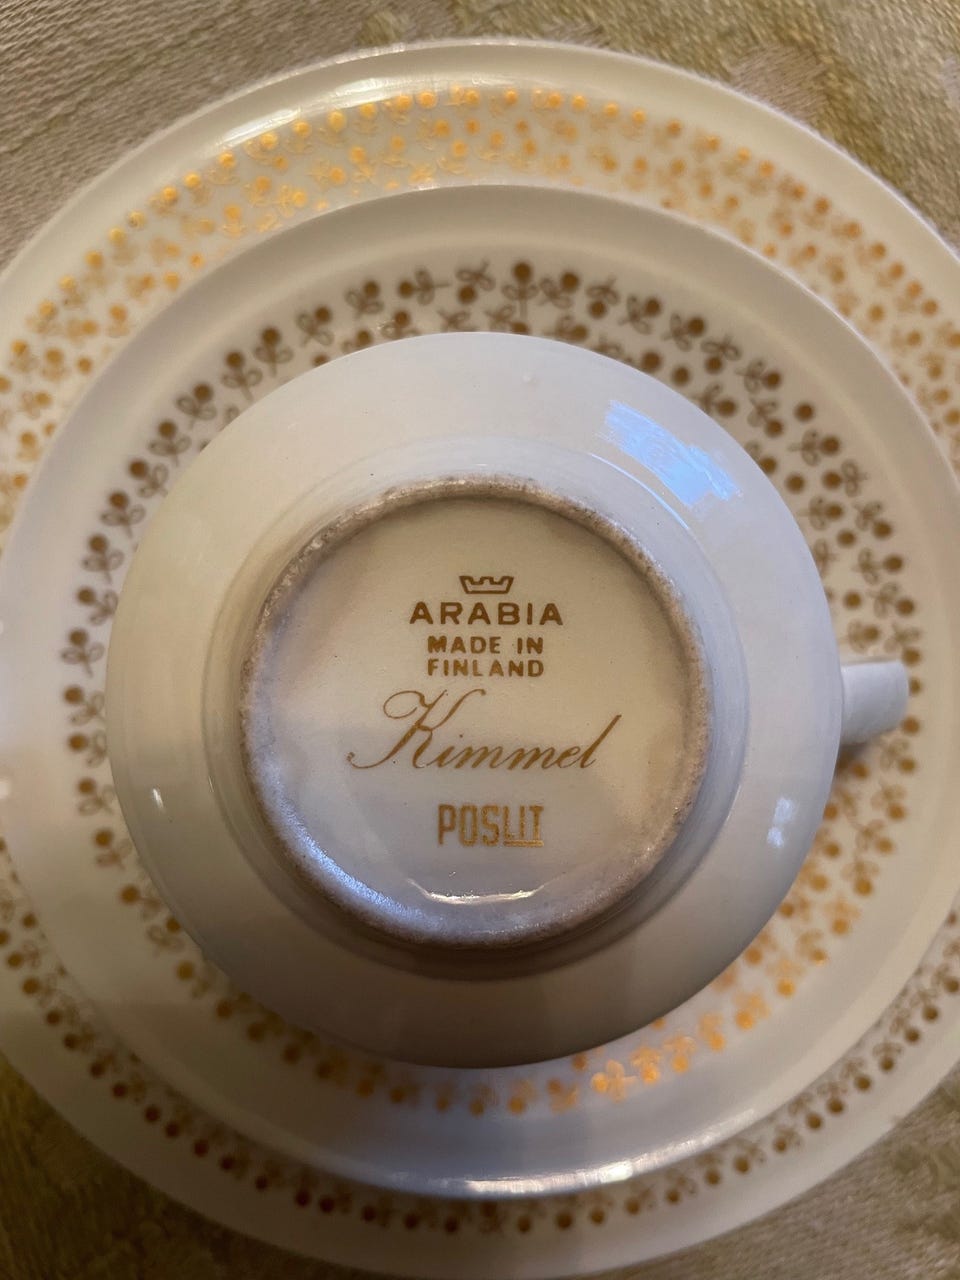 ARABIA
MADE IN
FINLAND
Kimmel
POSLIT